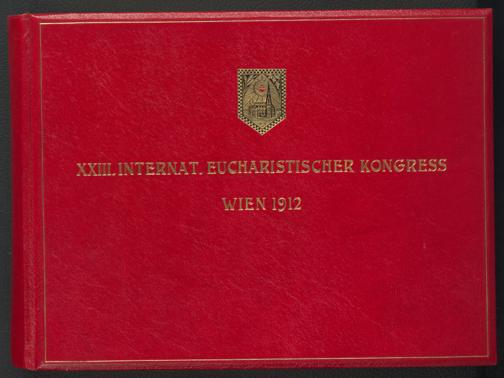 XXIII. INTERNAT. EUCHARISTISCHER KONGRESS
WIEN 1912